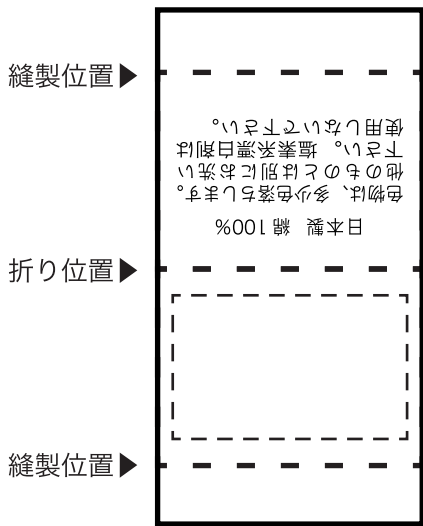 縫製位置▶
日本製 綿100%
色物は、多少色落ちします。
他のものとは別にお洗い
下さい。塩素系漂白剤は
使用しないで下さい。
折り位置▶
縫製位置▶